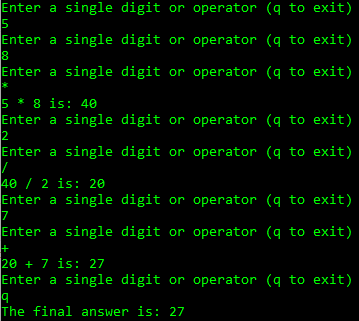 Enter a single digit or operator (q to exit)
5
Enter a single digit or operator (q to exit)
8
Enter a single digit or operator (q to exit)
*
5 * 8 is: 40
Enter a single digit or operator (q to exit)
2
Enter a single digit or operator (q to exit)
/
40 / 2 is: 20
Enter a single digit or operator (q to exit)
7
Enter a single digit or operator (q to exit)
+
20 + 7 is: 27
Enter a single digit or operator (q to exit)
q
The final answer is: 27